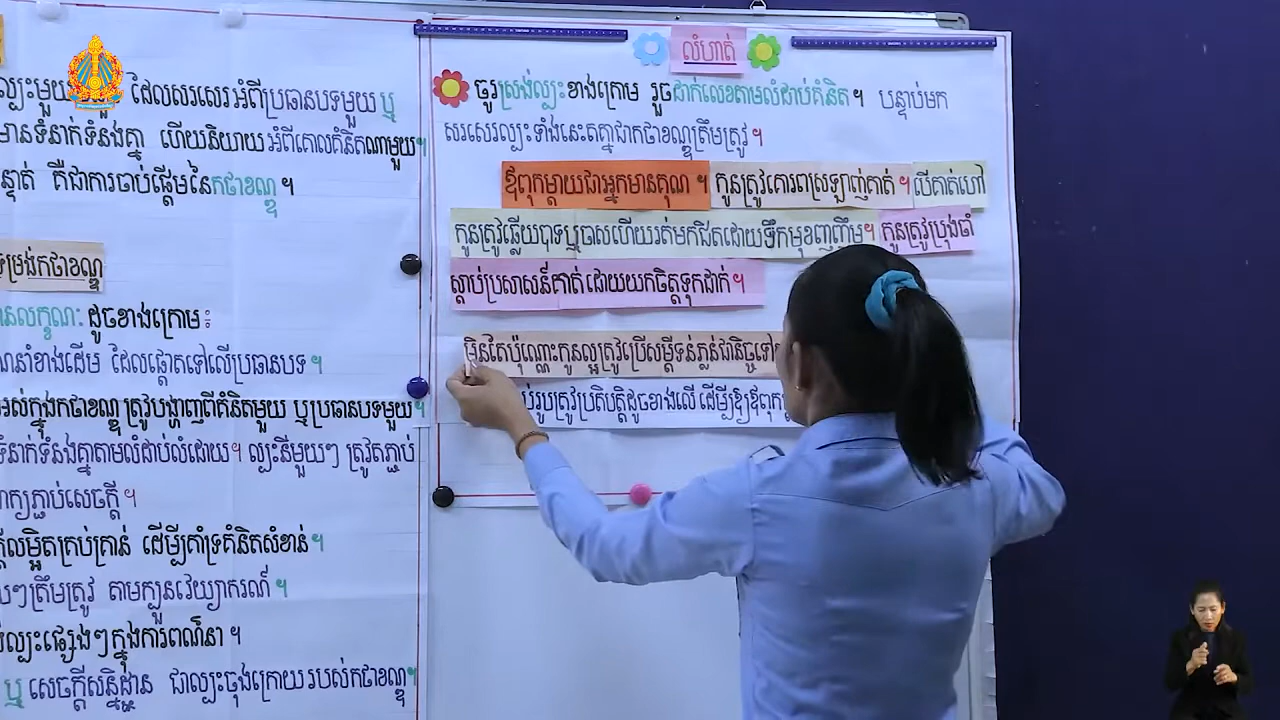 ល្បះមួយ ដែលសរសេរអំពីប្រធានបទមួយ ឬ
មានទំនាក់ទំនងគ្នា ហើយនិយាយអំពីគោលគំនិតណាមួយ។
ន្ទាត់ គឺជាការចាប់ផ្ដើមនៃកថាខណ្ឌ។
ទម្រង់កថាខណ្ឌ
ានលក្ខណៈ ដូចខាងក្រោម៖
ណនាំខាងដើម ដែលផ្ដោតទៅលើប្រធានបទ។
អស់ក្នុងកថាខណ្ឌ ត្រូវបង្ហាញពីគំនិតមួយ ឬប្រធានបទមួយ។
ទំនាក់ទំនងគ្នាតាមលំដាប់លំដោយ។ ល្បះនីមួយៗ ត្រូវតភ្ជាប់
ាក្យភ្ជាប់សេចក្ដី។
ក្ដីលម្អិតគ្រប់គ្រាន់ ដើម្បីគាំទ្រគំនិតសំខាន់។
ៗត្រឹមត្រូវ តាមក្បួនវេយ្យាករណ៍។
ល្បះផ្សេងៗក្នុងការពណ៌នា។
ឬ សេចក្ដីសន្និដ្ឋាន ជាល្បះចុងក្រោយរបស់កថាខណ្ឌ។
លំហាត់
ចូរស្រង់ល្បះខាងក្រោម រួចដាក់លេខតាមលំដាប់គំនិត។ បន្ទាប់មក
សរសេរល្បះទាំងនេះតគ្នាជាកថាខណ្ឌត្រឹមត្រូវ។
ឪពុកម្ដាយជាអ្នកមានគុណ។ កូនត្រូវគោរពស្រឡាញ់គាត់។ បើគាត់ហៅ
កូនត្រូវឆ្លើយបាទឬចាសហើយរត់មកជិតដោយទឹកមុខញញឹម។ កូនត្រូវប្រុងចាំ
ស្ដាប់ប្រសាសន៍គាត់ដោយយកចិត្តទុកដាក់។
មិនតែប៉ុណ្ណោះកូនល្អត្រូវប្រើសម្ដីទន់ភ្លន់ជានិច្ចទៅ
ប់រូបត្រូវប្រតិបត្តិដូចខាងលើ ដើម្បីឱ្យឪពុក